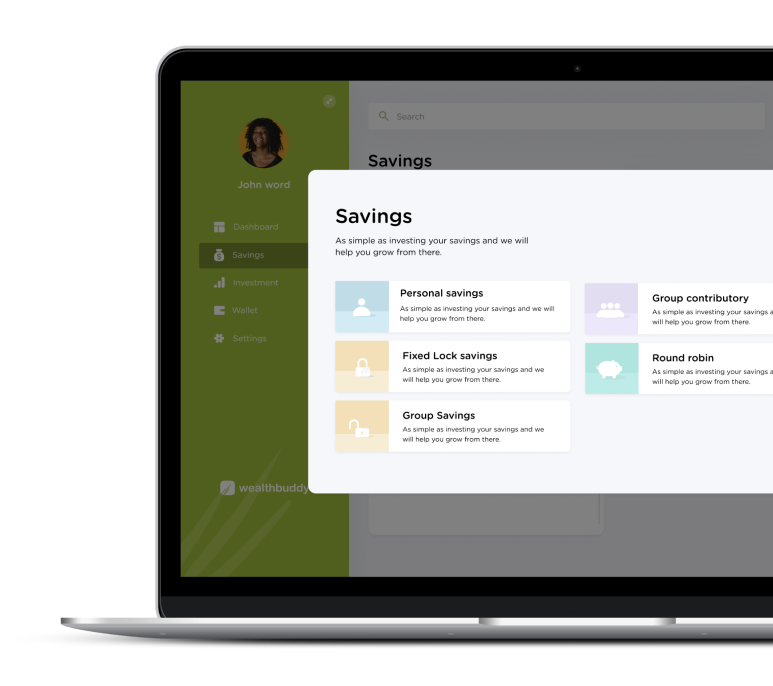 Search
Savings
John word
Dashboard
Savings
Investment
Wallet
Settings
wealthbuddy
Savings
As simple as investing your savings and we will
help you grow from there.
Personal savings
As simple as investing your savings and we will
help you grow from there.
Group contributory
As simple as investing your savings a
will help you grow from there.
Fixed Lock savings
As simple as investing your savings and we
will help you grow from there.
Round robin
As simple as investing your savings a
will help you grow from there.
Group Savings
As simple as investing your savings and we
will help you grow from there.